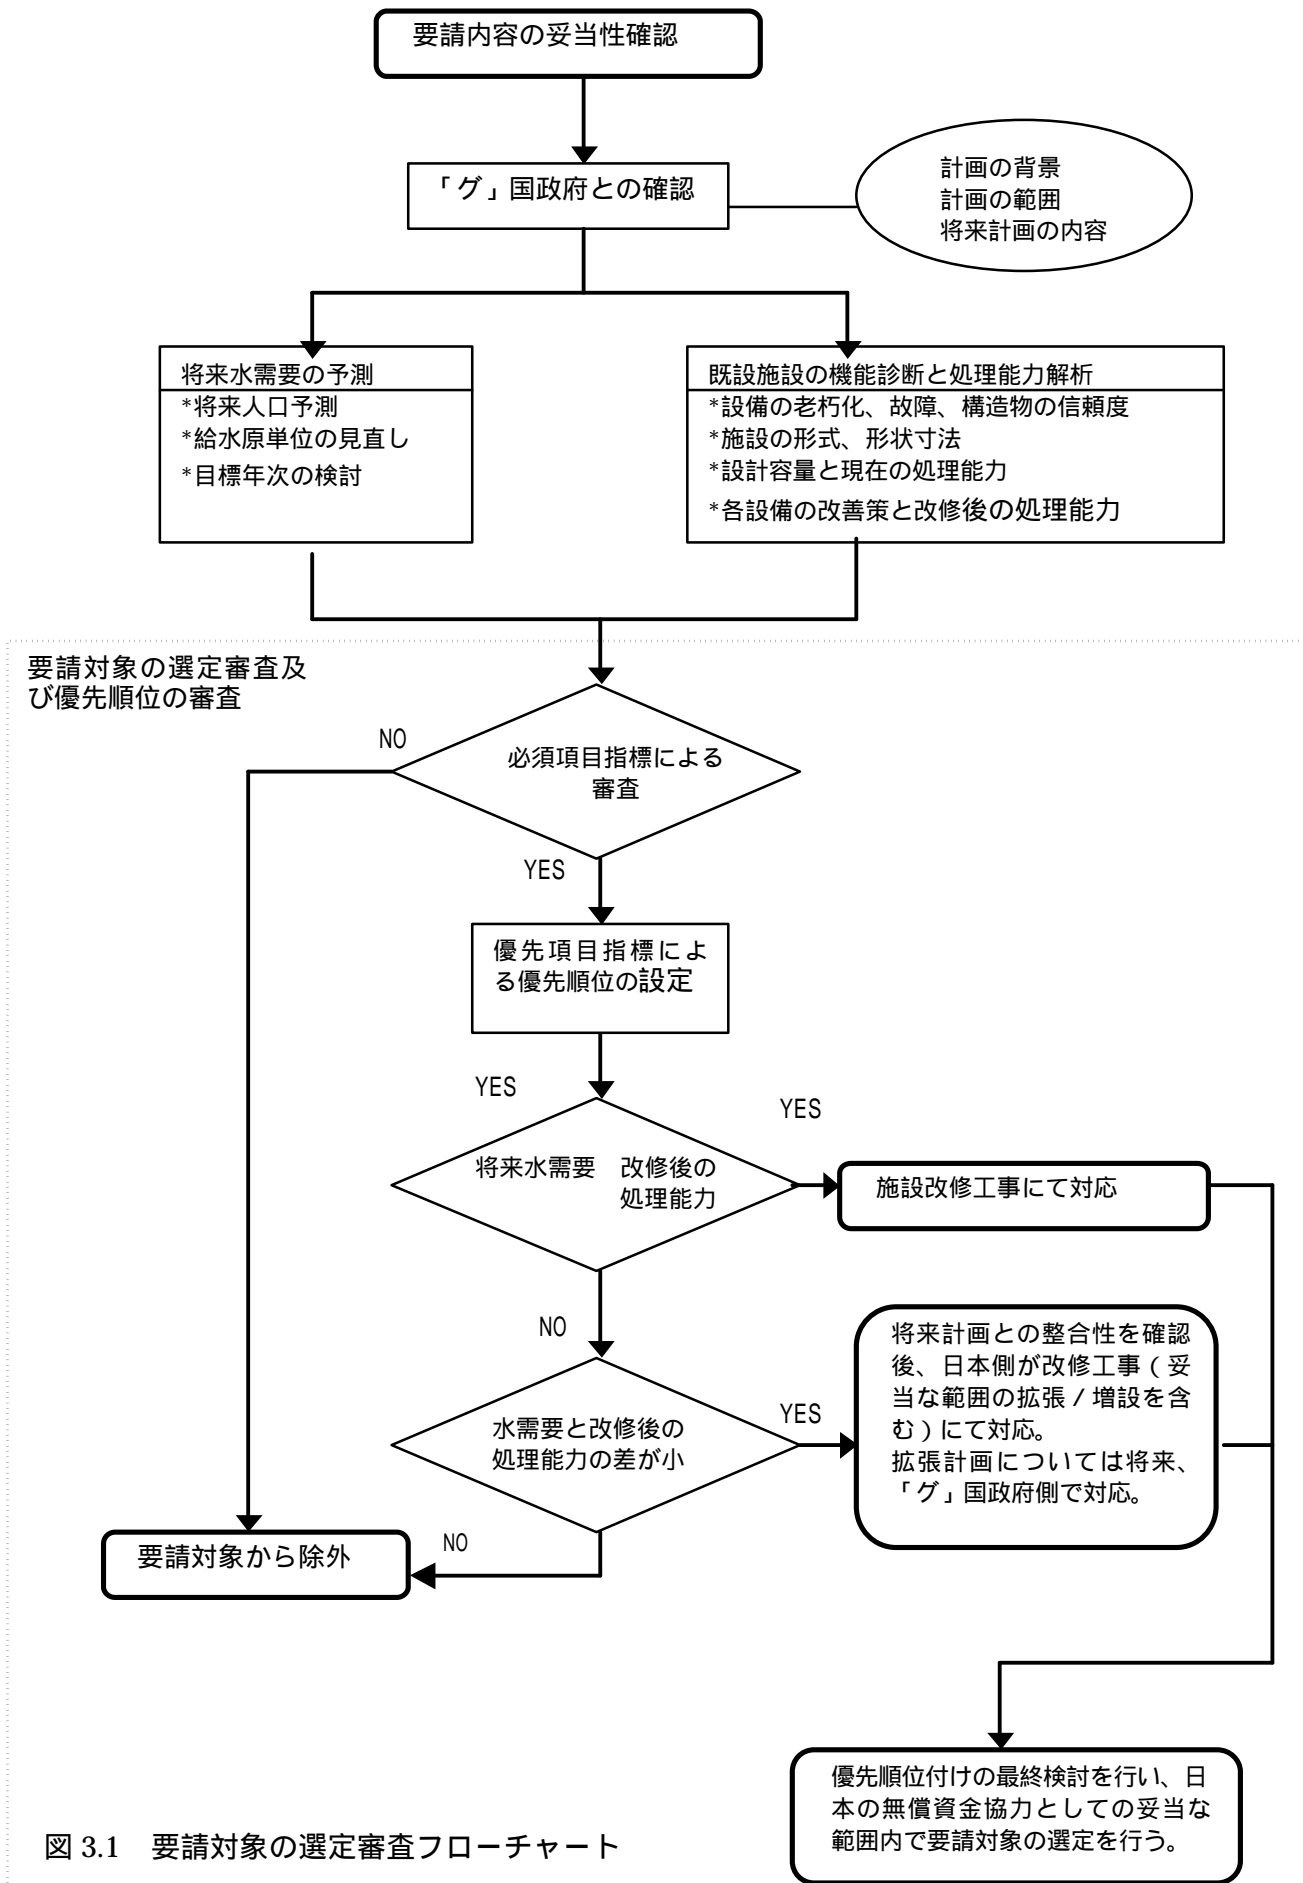 要請内容の妥当性確認
「グ」国政府との確認
計画の背景
計画の範囲
将来計画の内容
将来水需要の予測
*将来人口予測
*給水原単位の見直し
*目標年次の検討
既設施設の機能診断と処理能力解析
*設備の老朽化、故障、構造物の信頼度
*施設の形式、形状寸法
*設計容量と現在の処理能力
*各設備の改善策と改修後の処理能力
要請対象の選定審査及
び優先順位の審査
NO
必須項目指標による
審査
YES
優先項目指標によ
る優先順位の設定
YES
YES
将来水需要　改修後の
処理能力
施設改修工事にて対応
NO
水需要と改修後の
処理能力の差が小
YES
将来計画との整合性を確認
後、日本側が改修工事（妥
当な範囲の拡張／増設を含
む）にて対応。
拡張計画については将来、
「グ」国政府側で対応。
NO
要請対象から除外
優先順位付けの最終検討を行い、日
本の無償資金協力としての妥当な
範囲内で要請対象の選定を行う。
図 3.1　要請対象の選定審査フローチャート